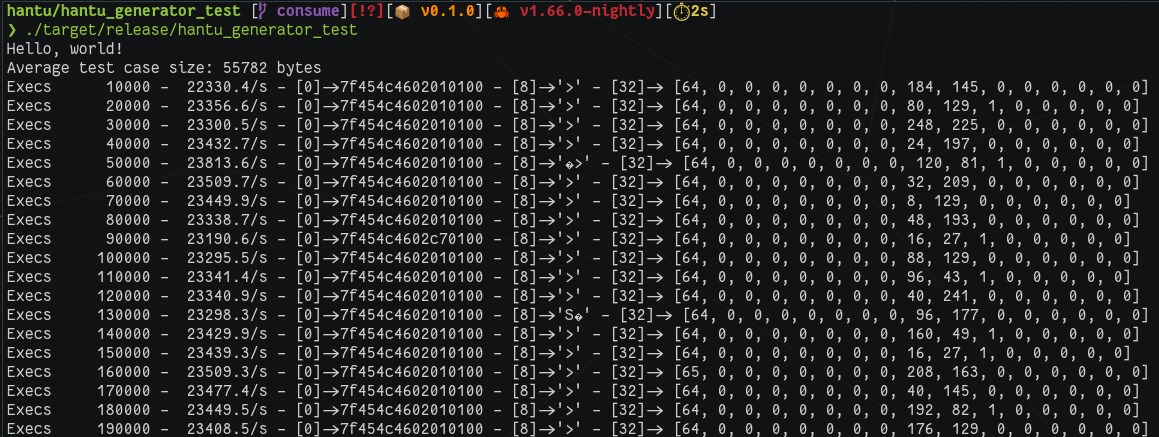 hantu/hantu_generator_test [ consume][!?][📦 v0.1.0][🦀 v1.66.0-nightly][⏱2s]
❯ ./target/release/hantu_generator_test
Hello, world!
Average test case size: 55782 bytes
Execs      10000 -  22330.4/s - [0]->7f454c4602010100 - [8]->'>' - [32]-> [64, 0, 0, 0, 0, 0, 0, 0, 184, 145, 0, 0, 0, 0, 0, 0]
Execs      20000 -  23356.6/s - [0]->7f454c4602010100 - [8]->'>' - [32]-> [64, 0, 0, 0, 0, 0, 0, 0, 80, 129, 1, 0, 0, 0, 0, 0]
Execs      30000 -  23300.5/s - [0]->7f454c4602010100 - [8]->'>' - [32]-> [64, 0, 0, 0, 0, 0, 0, 0, 248, 225, 0, 0, 0, 0, 0, 0]
Execs      40000 -  23432.7/s - [0]->7f454c4602010100 - [8]->'>' - [32]-> [64, 0, 0, 0, 0, 0, 0, 0, 24, 197, 0, 0, 0, 0, 0, 0]
Execs      50000 -  23813.6/s - [0]->7f454c4602010100 - [8]->'�>' - [32]-> [64, 0, 0, 0, 0, 0, 0, 0, 120, 81, 1, 0, 0, 0, 0, 0]
Execs      60000 -  23509.7/s - [0]->7f454c4602010100 - [8]->'>' - [32]-> [64, 0, 0, 0, 0, 0, 0, 0, 32, 209, 0, 0, 0, 0, 0, 0]
Execs      70000 -  23449.9/s - [0]->7f454c4602010100 - [8]->'>' - [32]-> [64, 0, 0, 0, 0, 0, 0, 0, 8, 129, 0, 0, 0, 0, 0, 0]
Execs      80000 -  23338.7/s - [0]->7f454c4602010100 - [8]->'>' - [32]-> [64, 0, 0, 0, 0, 0, 0, 0, 48, 193, 0, 0, 0, 0, 0, 0]
Execs      90000 -  23190.6/s - [0]->7f454c4602c70100 - [8]->'>' - [32]-> [64, 0, 0, 0, 0, 0, 0, 0, 16, 27, 1, 0, 0, 0, 0, 0]
Execs     100000 -  23295.5/s - [0]->7f454c4602010100 - [8]->'>' - [32]-> [64, 0, 0, 0, 0, 0, 0, 0, 88, 129, 0, 0, 0, 0, 0, 0]
Execs     110000 -  23341.4/s - [0]->7f454c4602010100 - [8]->'>' - [32]-> [64, 0, 0, 0, 0, 0, 0, 0, 96, 43, 1, 0, 0, 0, 0, 0]
Execs     120000 -  23340.9/s - [0]->7f454c4602010100 - [8]->'>' - [32]-> [64, 0, 0, 0, 0, 0, 0, 0, 40, 241, 0, 0, 0, 0, 0, 0]
Execs     130000 -  23298.3/s - [0]->7f454c4602010100 - [8]->'S�' - [32]-> [64, 0, 0, 0, 0, 0, 0, 0, 96, 177, 0, 0, 0, 0, 0, 0]
Execs     140000 -  23429.9/s - [0]->7f454c4602010100 - [8]->'>' - [32]-> [64, 0, 0, 0, 0, 0, 0, 0, 160, 49, 1, 0, 0, 0, 0, 0]
Execs     150000 -  23439.3/s - [0]->7f454c4602010100 - [8]->'>' - [32]-> [64, 0, 0, 0, 0, 0, 0, 0, 16, 27, 1, 0, 0, 0, 0, 0]
Execs     160000 -  23509.3/s - [0]->7f454c4602010100 - [8]->'>' - [32]-> [65, 0, 0, 0, 0, 0, 0, 0, 208, 163, 0, 0, 0, 0, 0, 0]
Execs     170000 -  23477.4/s - [0]->7f454c4602010100 - [8]->'>' - [32]-> [64, 0, 0, 0, 0, 0, 0, 0, 40, 145, 0, 0, 0, 0, 0, 0]
Execs     180000 -  23449.5/s - [0]->7f454c4602010100 - [8]->'>' - [32]-> [64, 0, 0, 0, 0, 0, 0, 0, 192, 82, 1, 0, 0, 0, 0, 0]
Execs     190000 -  23408.5/s - [0]->7f454c4602010100 - [8]->'>' - [32]-> [64, 0, 0, 0, 0, 0, 0, 0, 176, 129, 0, 0, 0, 0, 0, 0]